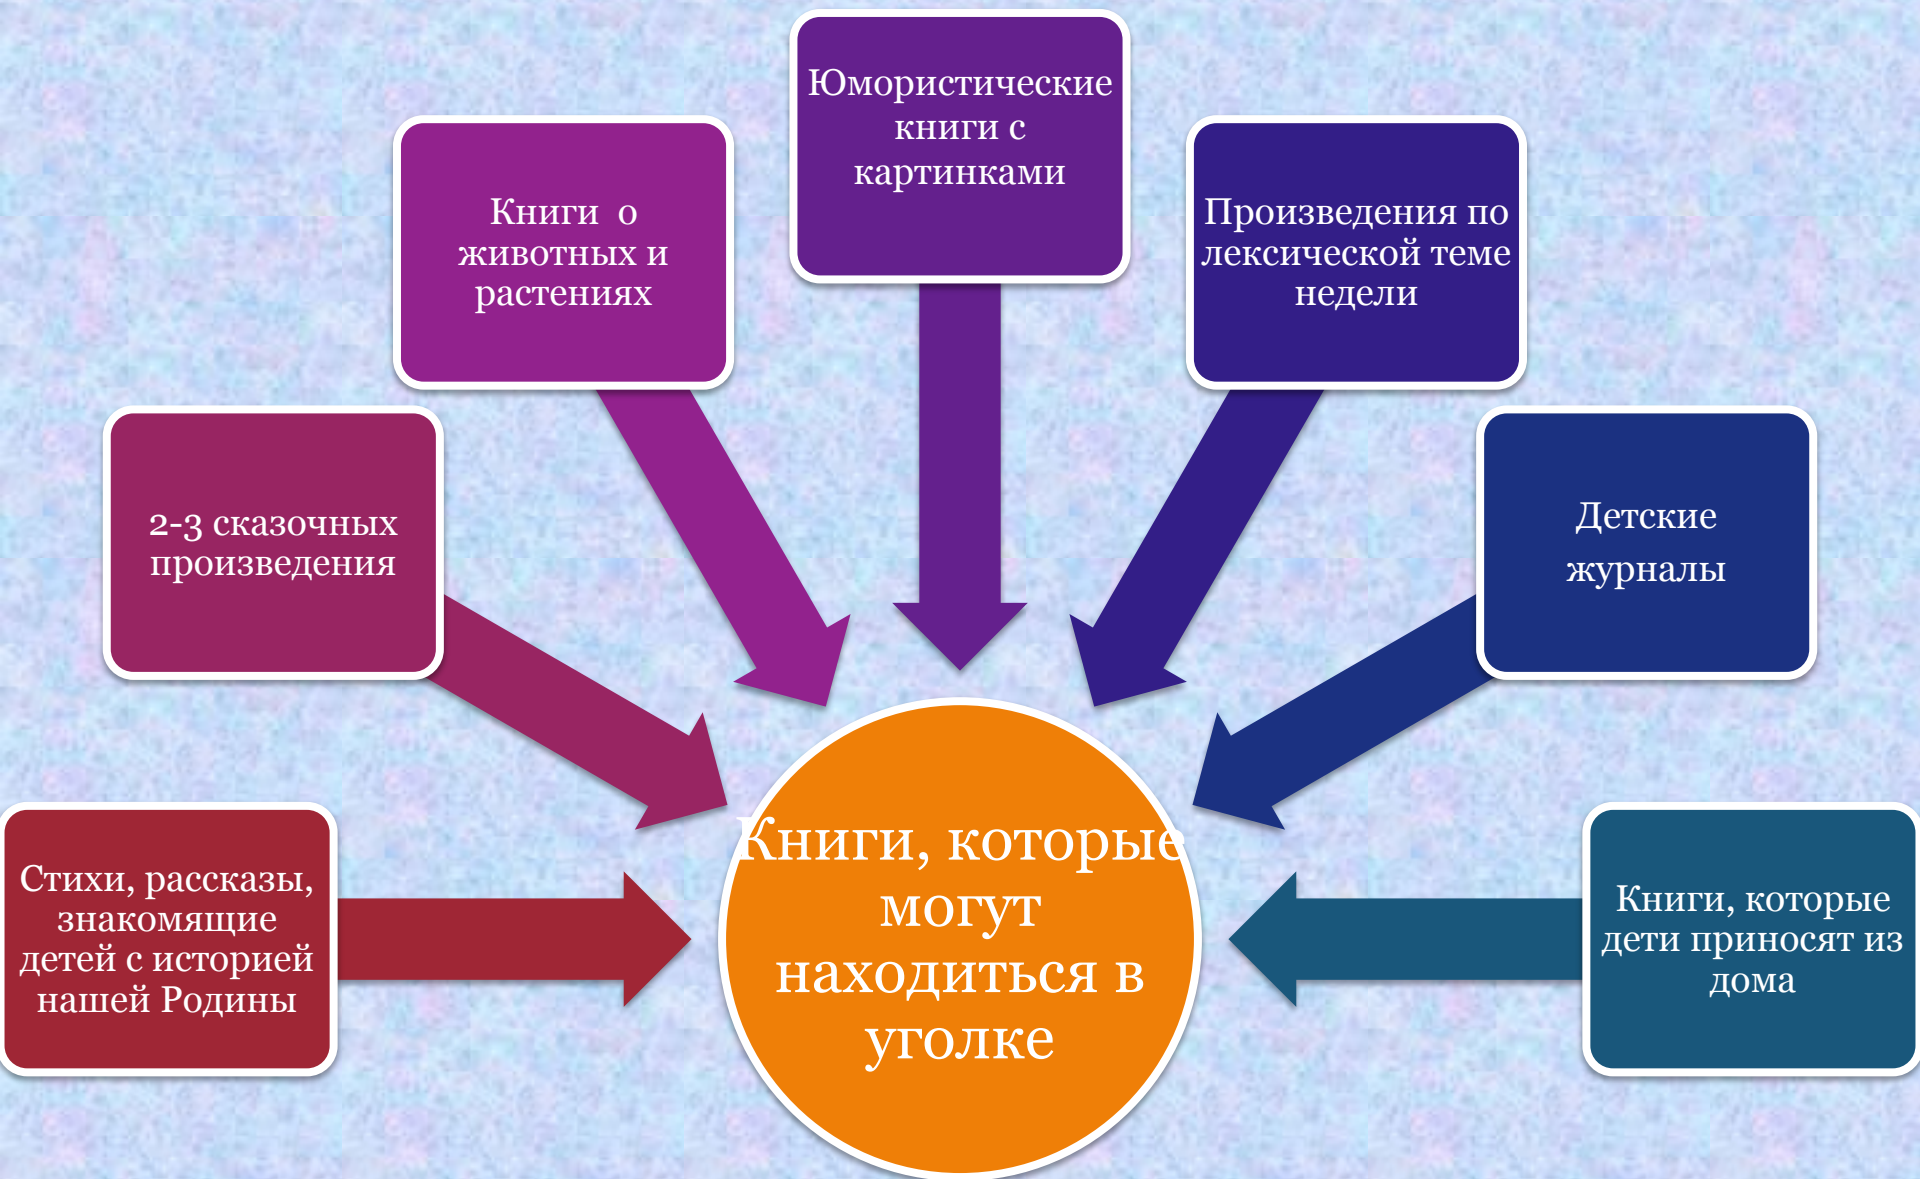 Юмористические
книги с
картинками
Книги о
животных и
растениях
Произведения по
лексической теме
недели
2-3 сказочных
произведения
Детские
журналы
Стихи, рассказы,
знакомящие
детей с историей
нашей Родины
Книги, которые
могут
находиться в
уголке
Книги, которые
дети приносят из
дома